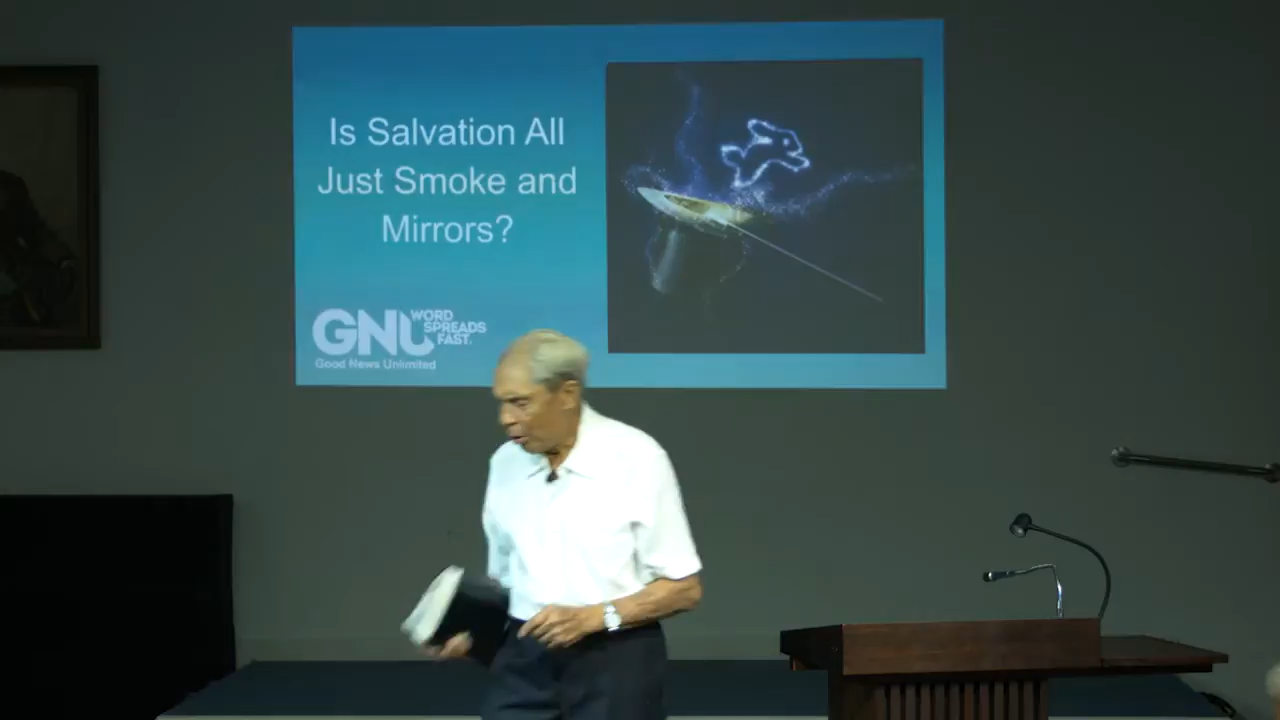 Is Salvation All
Just Smoke and
Mirrors?
GNU WORD
SPREADS
FAST.
Good News Unlimited